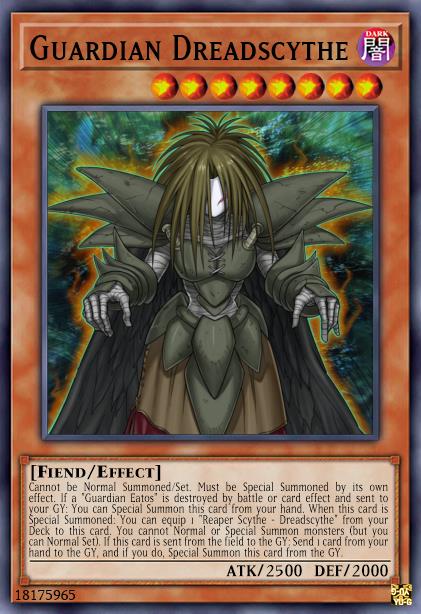 Guardian Dreadscythe
DARK
闇
[Fiend/Effect]
Cannot be Normal Summoned/Set. Must be Special Summoned by its own
effect. If a "Guardian Eatos" is destroyed by battle or card effect and sent to
your GY: You can Special Summon this card from your hand. When this card is
Special Summoned: You can equip 1 "Reaper Scythe - Dreadscythe" from your
Deck to this card. You cannot Normal or Special Summon monsters (but you
can Normal Set). If this card is sent from the field to the GY: Send 1 card from your
hand to the GY, and if you do, Special Summon this card from the GY.
ATK/2500 DEF/2000
18175965